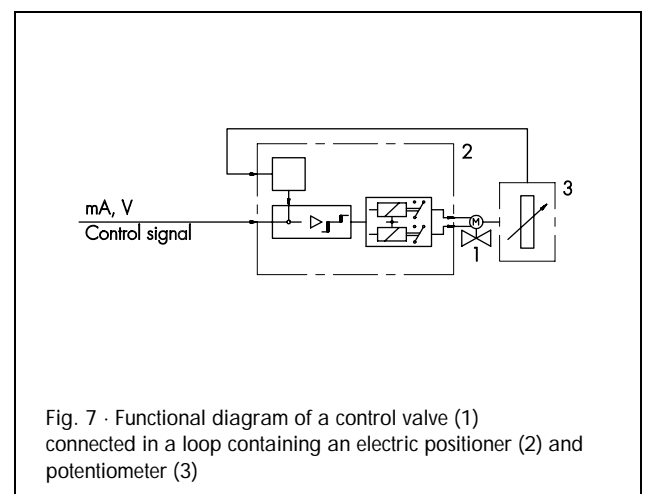 2
3
mA, V
Control signal
M
1
Fig. 7 · Functional diagram of a control valve (1)
connected in a loop containing an electric positioner (2) and
potentiometer (3)